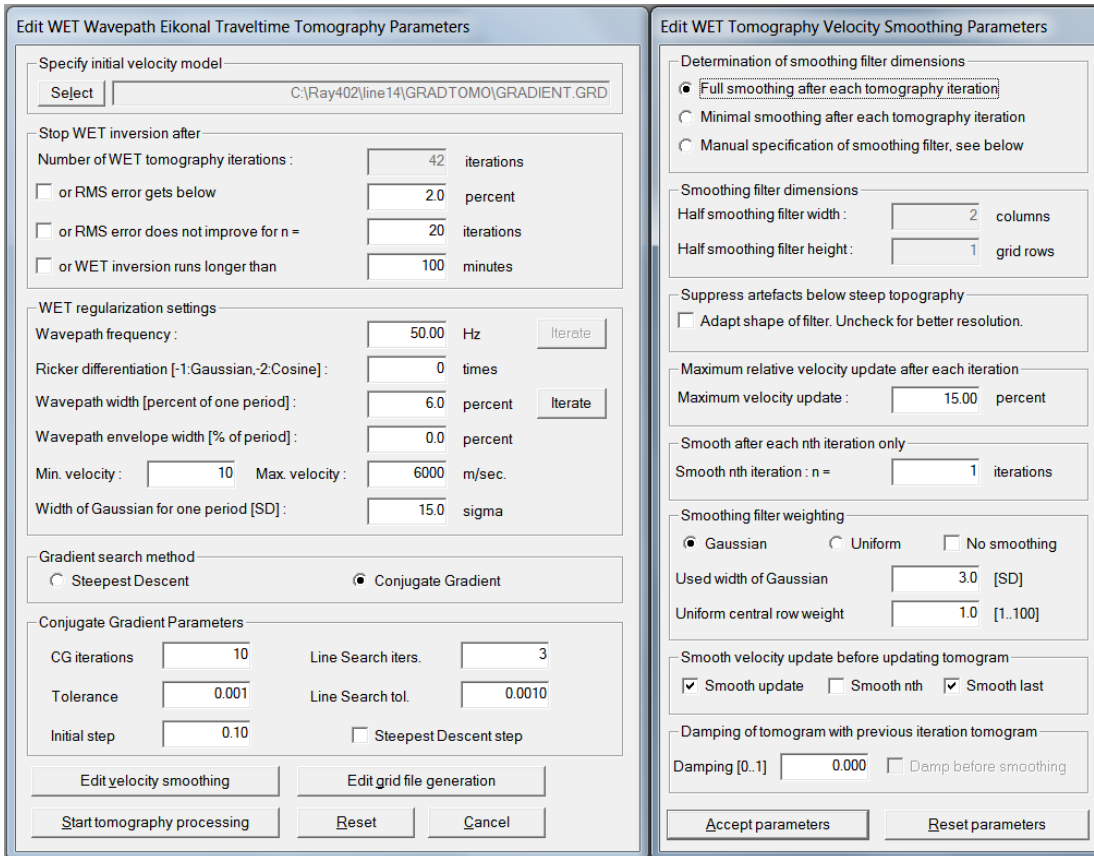 Edit WET Wavepath Eikonal Traveltime Tomography Parameters
Specify initial velocity model
Select C:\Ray402\line14\GRADTOMO\GRADIENT.GRD
Stop WET inversion after
Number of WET tomography iterations : 42 iterations
or RMS error gets below 2.0 percent
or RMS error does not improve for n = 20 iterations
or WET inversion runs longer than 100 minutes
WET regularization settings
Wavepath frequency : 50.00 Hz Iterate
Ricker differentiation [-1:Gaussian,-2:Cosine] : 0 times
Wavepath width [percent of one period] : 6.0 percent Iterate
Wavepath envelope width [% of period] : 0.0 percent
Min. velocity : 10 Max. velocity : 6000 m/sec.
Width of Gaussian for one period [SD] : 15.0 sigma
Gradient search method
Steepest Descent Conjugate Gradient
Conjugate Gradient Parameters
CG iterations 10 Line Search iters. 3
Tolerance 0.001 Line Search tol. 0.0010
Initial step 0.10 Steepest Descent step
Edit velocity smoothing Edit grid file generation
Start tomography processing Reset Cancel
Edit WET Tomography Velocity Smoothing Parameters
Determination of smoothing filter dimensions
Full smoothing after each tomography iteration
Minimal smoothing after each tomography iteration
Manual specification of smoothing filter, see below
Smoothing filter dimensions
Half smoothing filter width : 2 columns
Half smoothing filter height : 1 grid rows
Suppress artefacts below steep topography
Adapt shape of filter. Uncheck for better resolution.
Maximum relative velocity update after each iteration
Maximum velocity update : 15.00 percent
Smooth after each nth iteration only
Smooth nth iteration : n = 1 iterations
Smoothing filter weighting
Gaussian Uniform No smoothing
Used width of Gaussian 3.0 [SD]
Uniform central row weight 1.0 [1..100]
Smooth velocity update before updating tomogram
Smooth update Smooth nth Smooth last
Damping of tomogram with previous iteration tomogram
Damping [0..1] 0.000 Damp before smoothing
Accept parameters Reset parameters